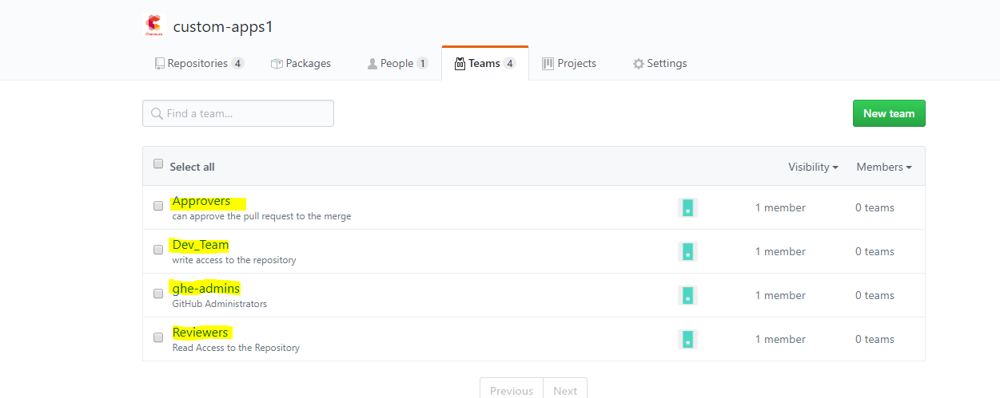 custom-apps1
Repositories 4 Packages People 1 Teams 4 Projects Settings
Find a team...
New team
Select all Visibility Members
Approvers
can approve the pull request to the merge
1 member 0 teams
Dev_Team
write access to the repository
1 member 0 teams
ghe-admins
GitHub Administrators
1 member 0 teams
Reviewers
Read Access to the Repository
1 member 0 teams
Previous Next